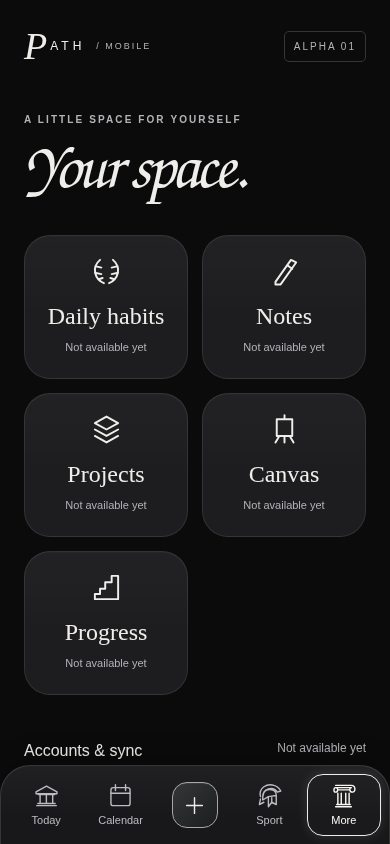 PATH / MOBILE
ALPHA 01
A LITTLE SPACE FOR YOURSELF
Your space.
Daily habits
Not available yet
Notes
Not available yet
Projects
Not available yet
Canvas
Not available yet
Progress
Not available yet
Accounts & sync
Not available yet
Today
Calendar
Sport
More